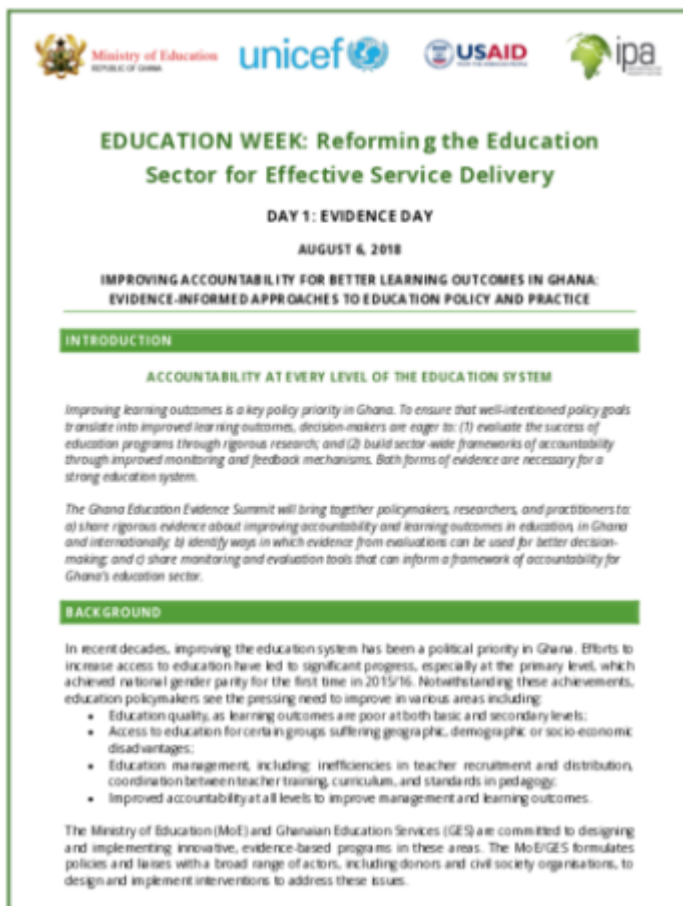 Ministry of Education
REPUBLIC OF GHANA
unicef
USAID
FROM THE AMERICAN PEOPLE
ipa
EDUCATION WEEK: Reforming the Education
Sector for Effective Service Delivery
DAY 1: EVIDENCE DAY
AUGUST 6, 2018
IMPROVING ACCOUNTABILITY FOR BETTER LEARNING OUTCOMES IN GHANA:
EVIDENCE-INFORMED APPROACHES TO EDUCATION POLICY AND PRACTICE
INTRODUCTION
ACCOUNTABILITY AT EVERY LEVEL OF THE EDUCATION SYSTEM
Improving learning outcomes is a key policy priority in Ghana. To ensure that well-intentioned policy goals
translate into improved learning outcomes, decision-makers are eager to: (1) evaluate the success of
education programs through rigorous research; and (2) build sector-wide frameworks of accountability
through improved monitoring and feedback mechanisms. Both forms of evidence are necessary for a
strong education system.
The Ghana Education Evidence Summit will bring together policymakers, researchers, and practitioners to:
a) share rigorous evidence about improving accountability and learning outcomes in education, in Ghana
and internationally; b) identify ways in which evidence from evaluations can be used for better decision-
making; and c) share monitoring and evaluation tools that can inform a framework of accountability for
Ghana's education sector.
BACKGROUND
In recent decades, improving the education system has been a political priority in Ghana. Efforts to
increase access to education have led to significant progress, especially at the primary level, which
achieved national gender parity for the first time in 2015/16. Notwithstanding these achievements,
education policymakers see the pressing need to improve in various areas including:
• Education quality, as learning outcomes are poor at both basic and secondary levels;
• Access to education for certain groups suffering geographic, demographic or socio-economic
disadvantages;
• Education management, including: inefficiencies in teacher recruitment and distribution,
coordination between teacher training, curriculum, and standards in pedagogy;
• Improved accountability at all levels to improve management and learning outcomes.
The Ministry of Education (MoE) and Ghanaian Education Services (GES) are committed to designing
and implementing innovative, evidence-based programs in these areas. The MoE/GES formulates
policies and liaises with a broad range of actors, including donors and civil society organisations, to
design and implement interventions to address these issues.